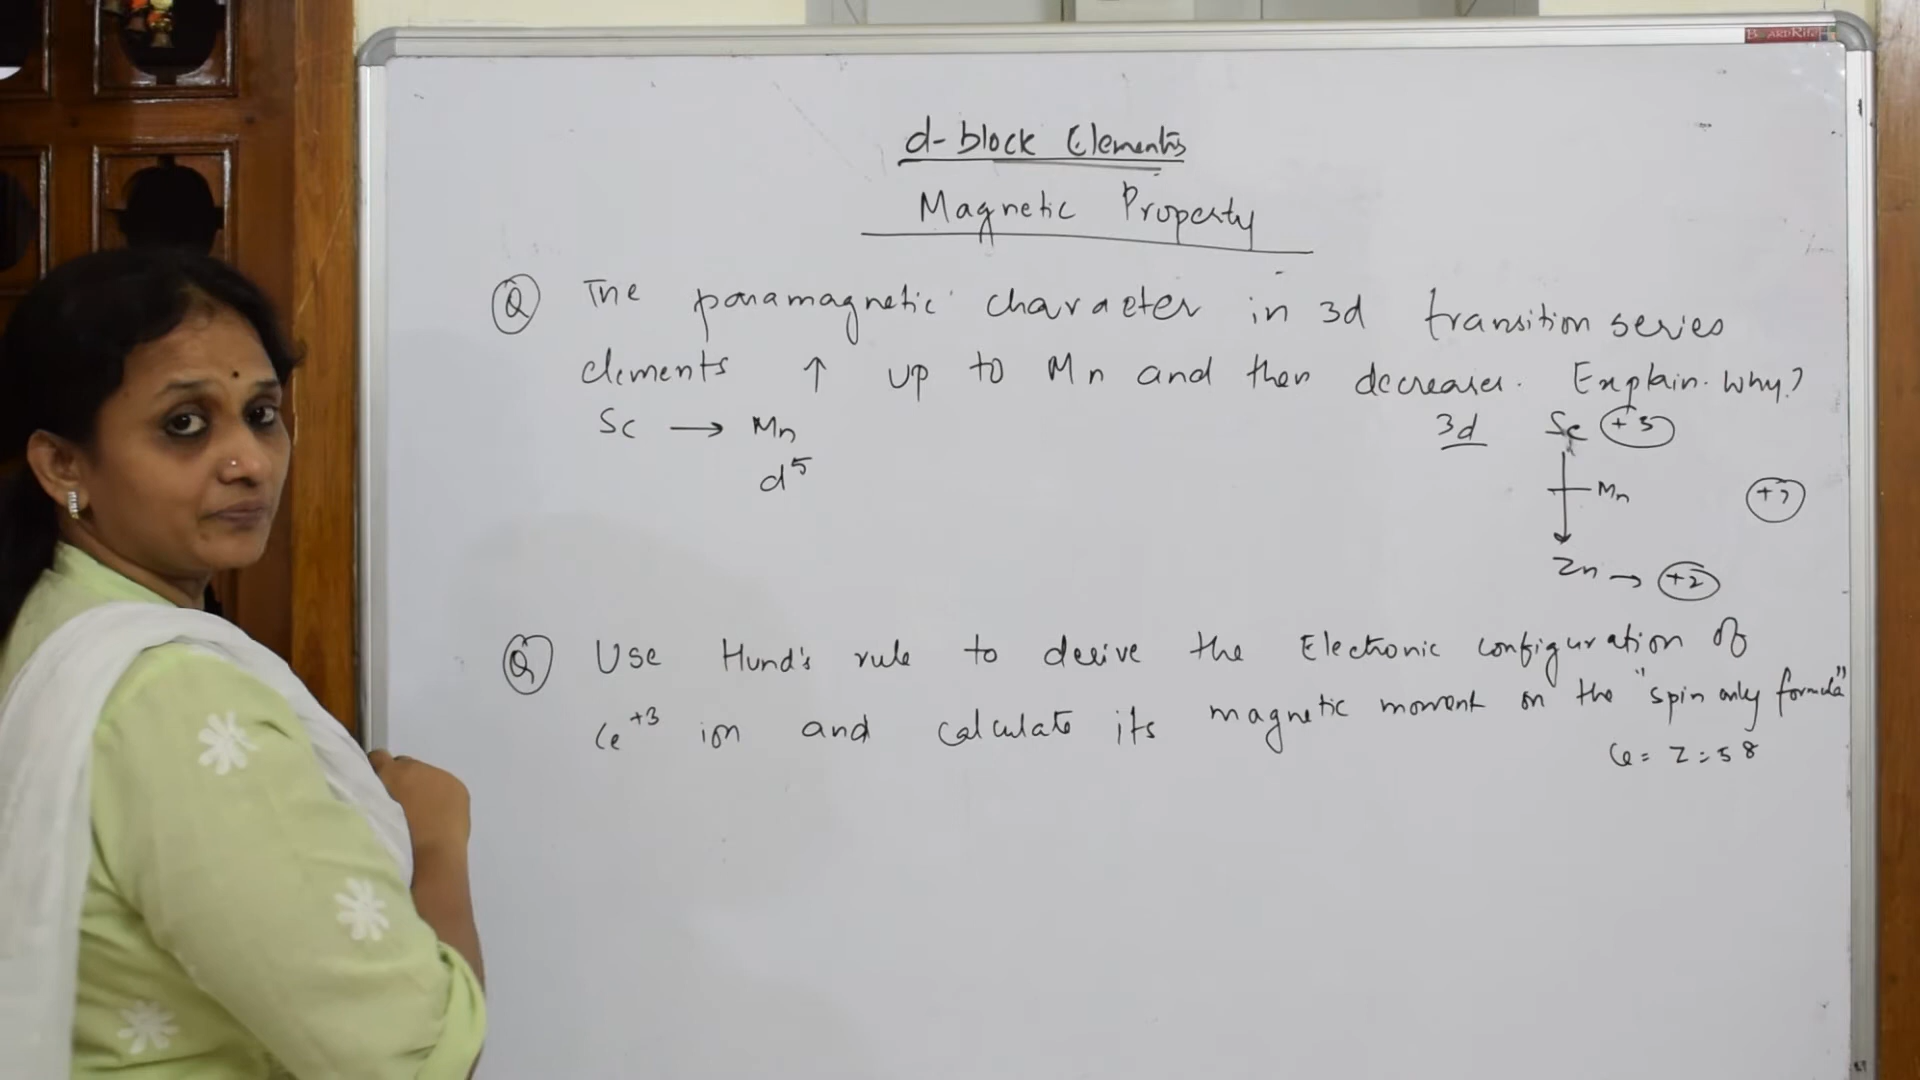 d-block Elements
Magnetic Property
Q The paramagnetic character in 3d transition series
elements ↑ up to Mn and then decreases. Explain. Why?
Sc → Mn
d⁵
3d Sc +3
Mn
Zn → +2
Q Use Hund's rule to derive the Electronic configuration of
Ce⁺³ ion and calculate its magnetic moment on the "spin only formula"
Ce = Z = 58